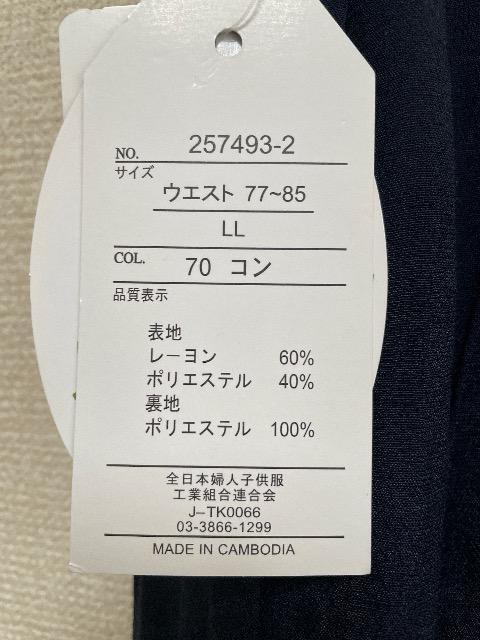 NO. 257493-2
サイズ
ウエスト 77~85
LL
COL. 70 コン
品質表示
表地
レーヨン 60%
ポリエステル 40%
裏地
ポリエステル 100%
全日本婦人子供服
工業組合連合会
J-TK0066
03-3866-1299
MADE IN CAMBODIA